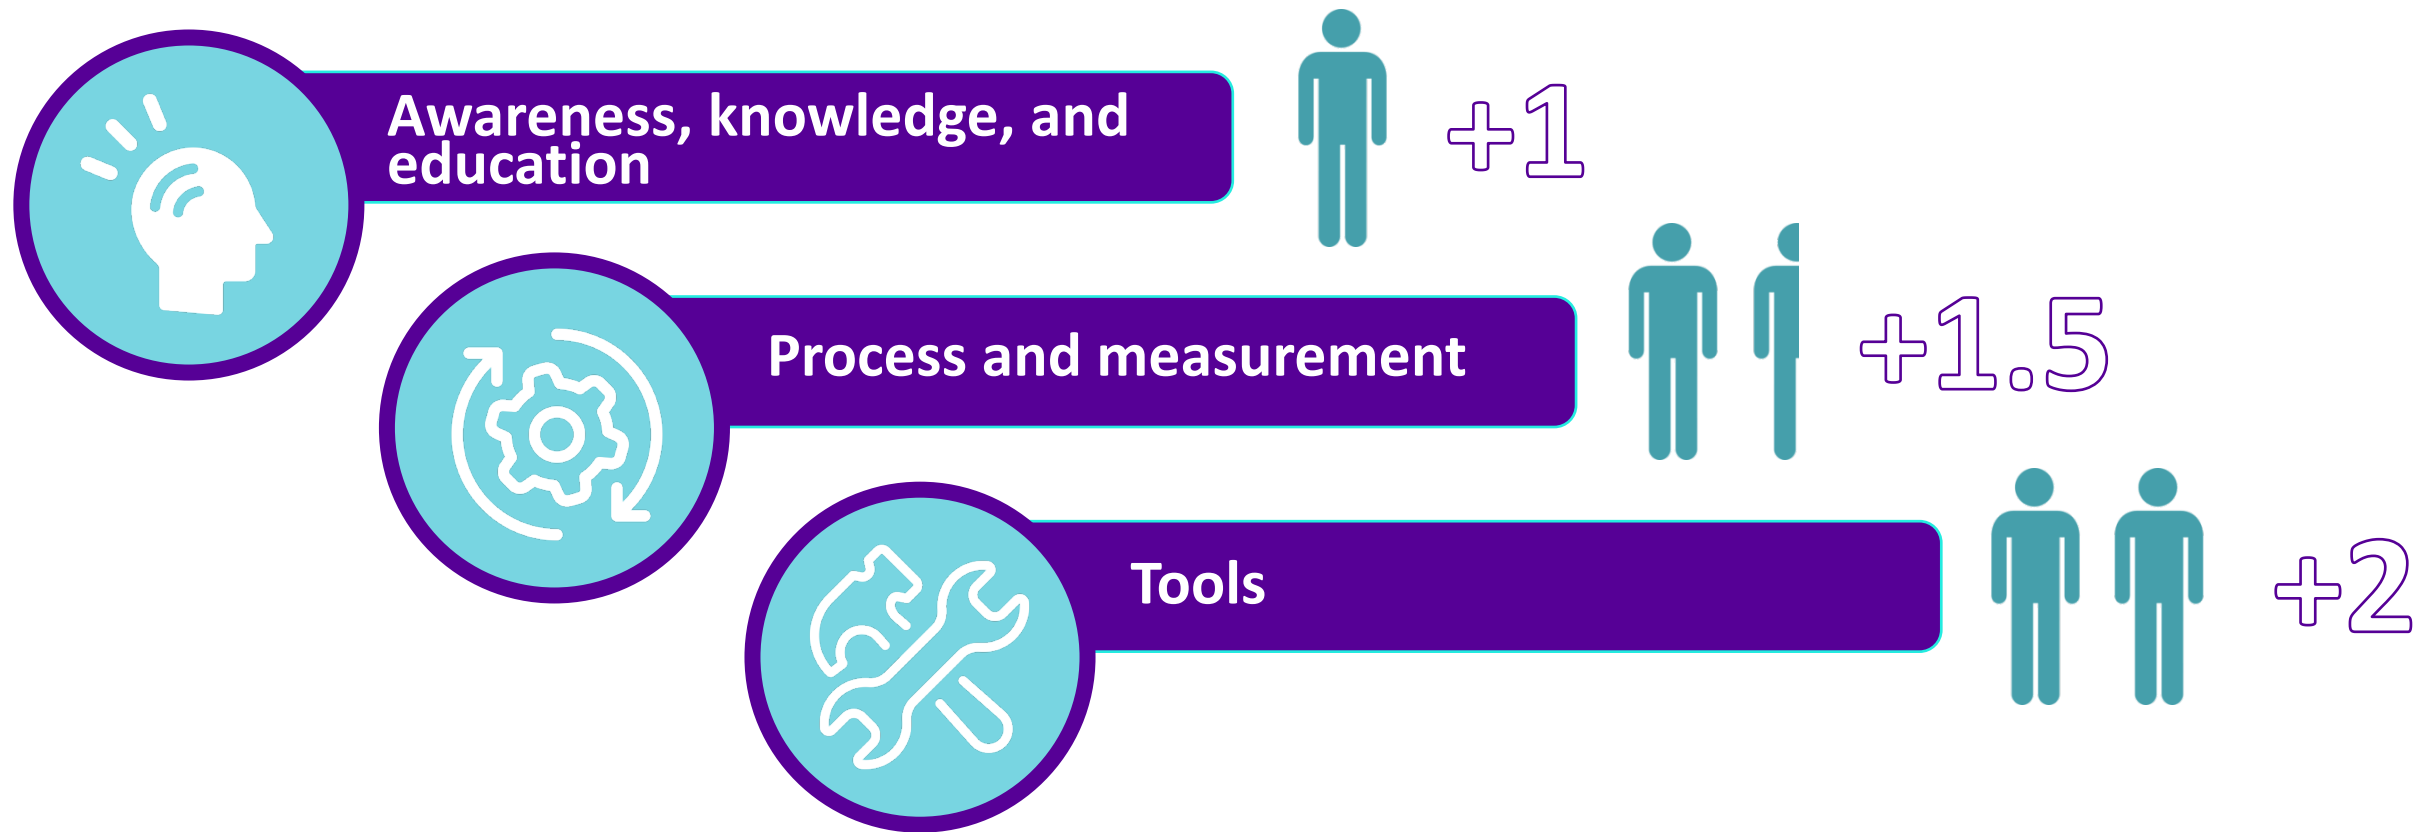 Awareness, knowledge, and
education
+1
Process and measurement
+1.5
Tools
+2